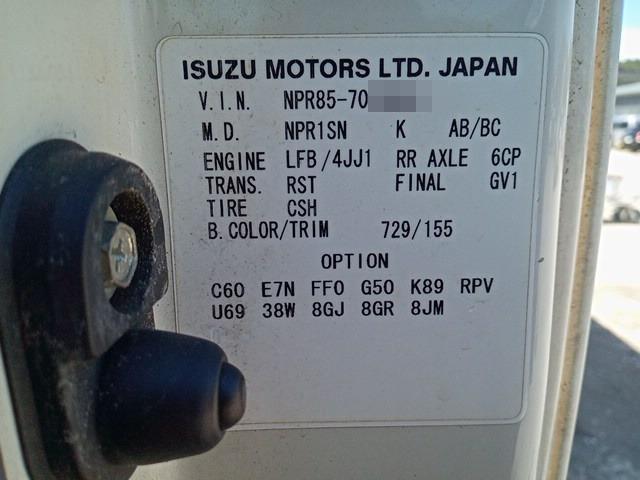 ISUZU MOTORS LTD. JAPAN
V.I.N. NPR85-70
M.D. NPR1SN K AB/BC
ENGINE LFB/4JJ1 RR AXLE 6CP
TRANS. RST FINAL GV1
TIRE CSH
B.COLOR/TRIM 729/155
OPTION
C60 E7N FF0 G50 K89 RPV
U69 38W 8GJ 8GR 8JM